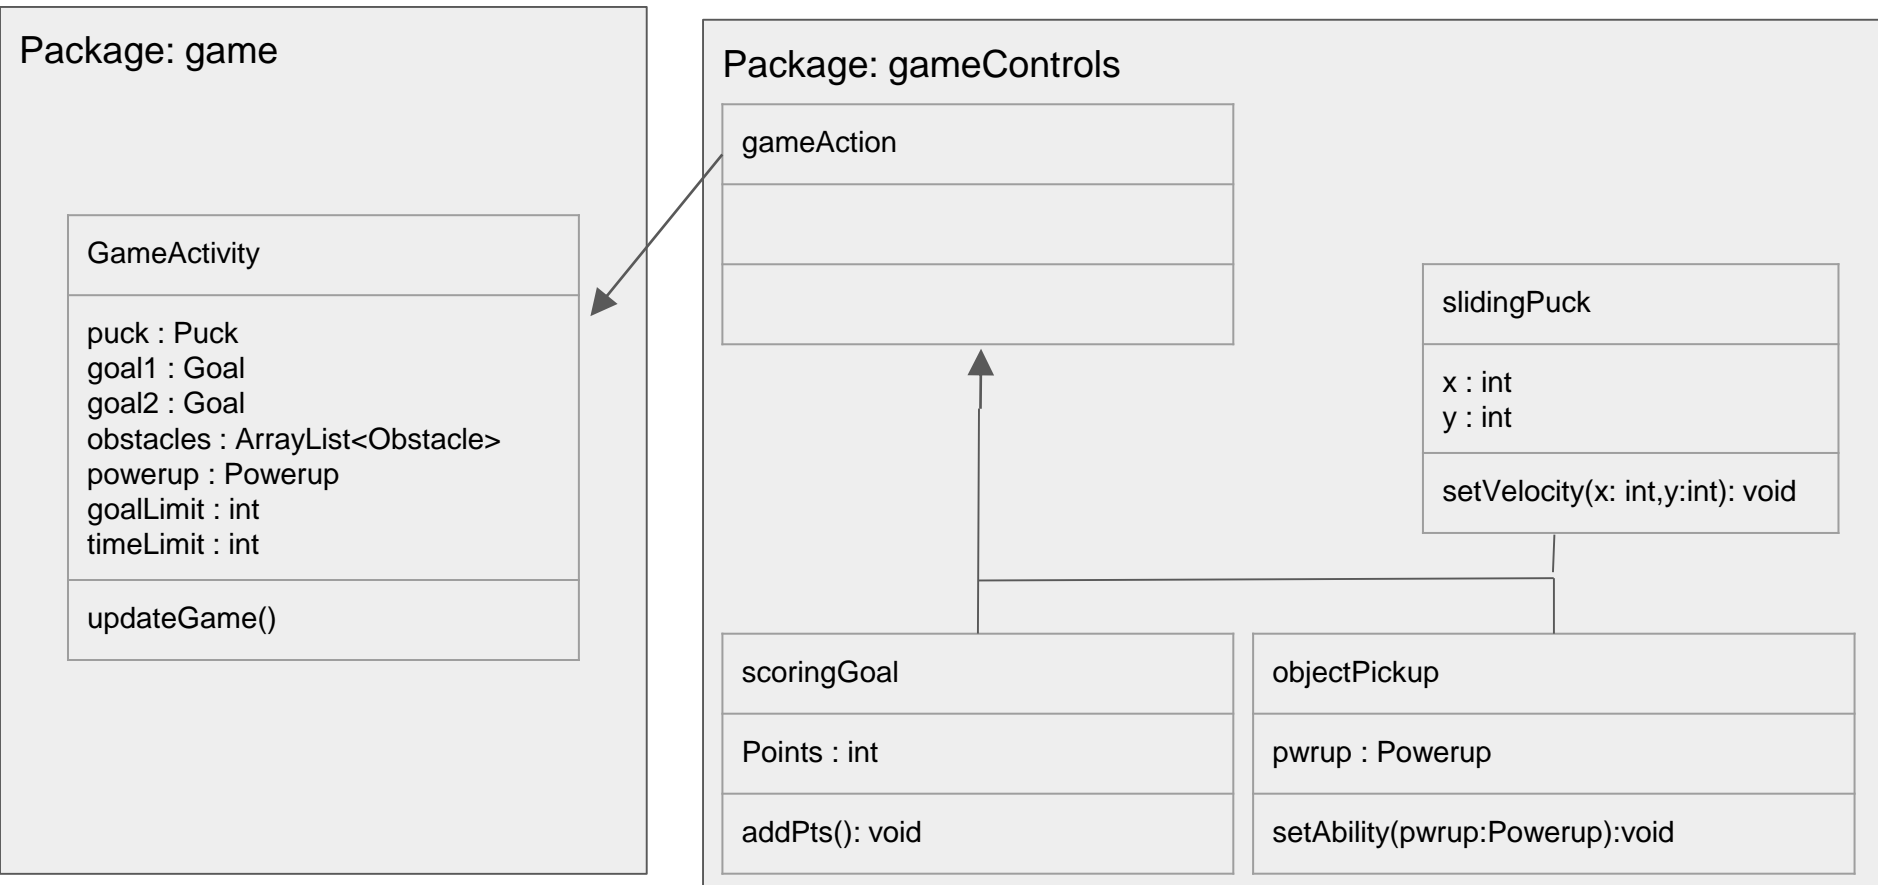 Package: game
GameActivity
puck : Puck
goal1 : Goal
goal2 : Goal
obstacles : ArrayList<Obstacle>
powerup : Powerup
goalLimit : int
timeLimit : int
updateGame()
Package: gameControls
gameAction
slidingPuck
x : int
y : int
setVelocity(x: int,y:int): void
scoringGoal
Points : int
addPts(): void
objectPickup
pwrup : Powerup
setAbility(pwrup:Powerup):void